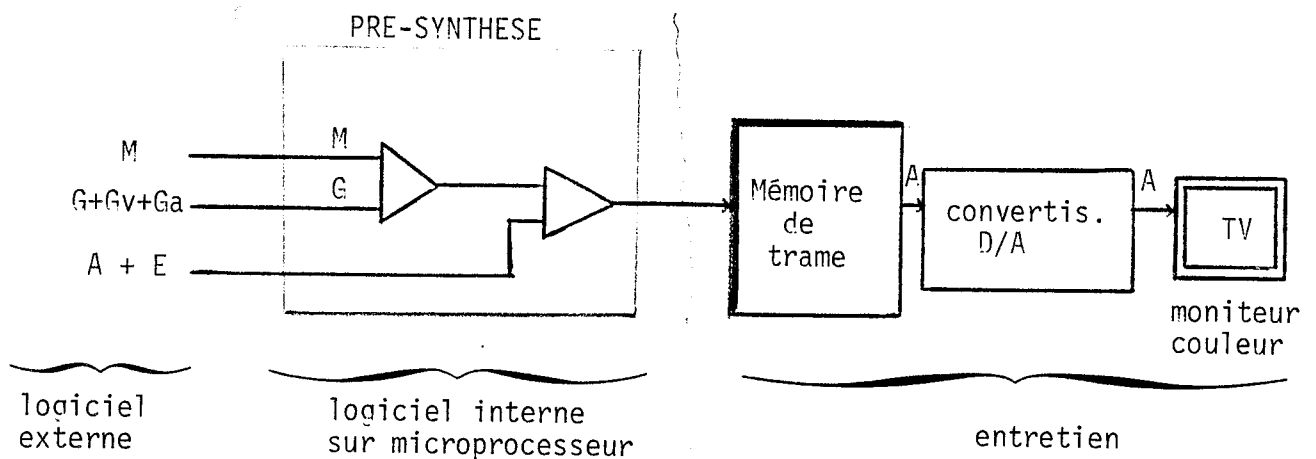 PRE-SYNTHESE
M
M
G+Gv+Ga
G
A + E
Mémoire
de
trame
A
convertis.
D/A
A
TV
moniteur
couleur
logiciel
externe
logiciel interne
sur microprocesseur
entretien